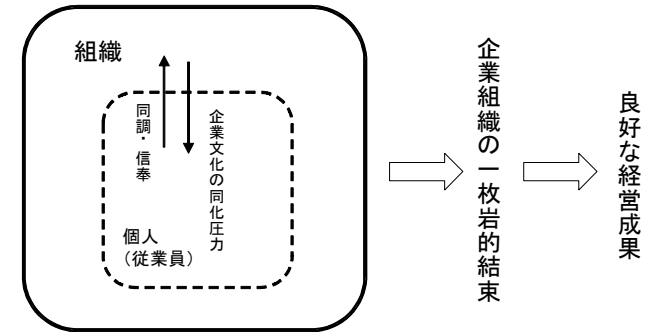 組織
同調・信奉
企業文化の同化圧力
個人
（従業員）
企業組織の一枚岩的結束
良好な経営成果